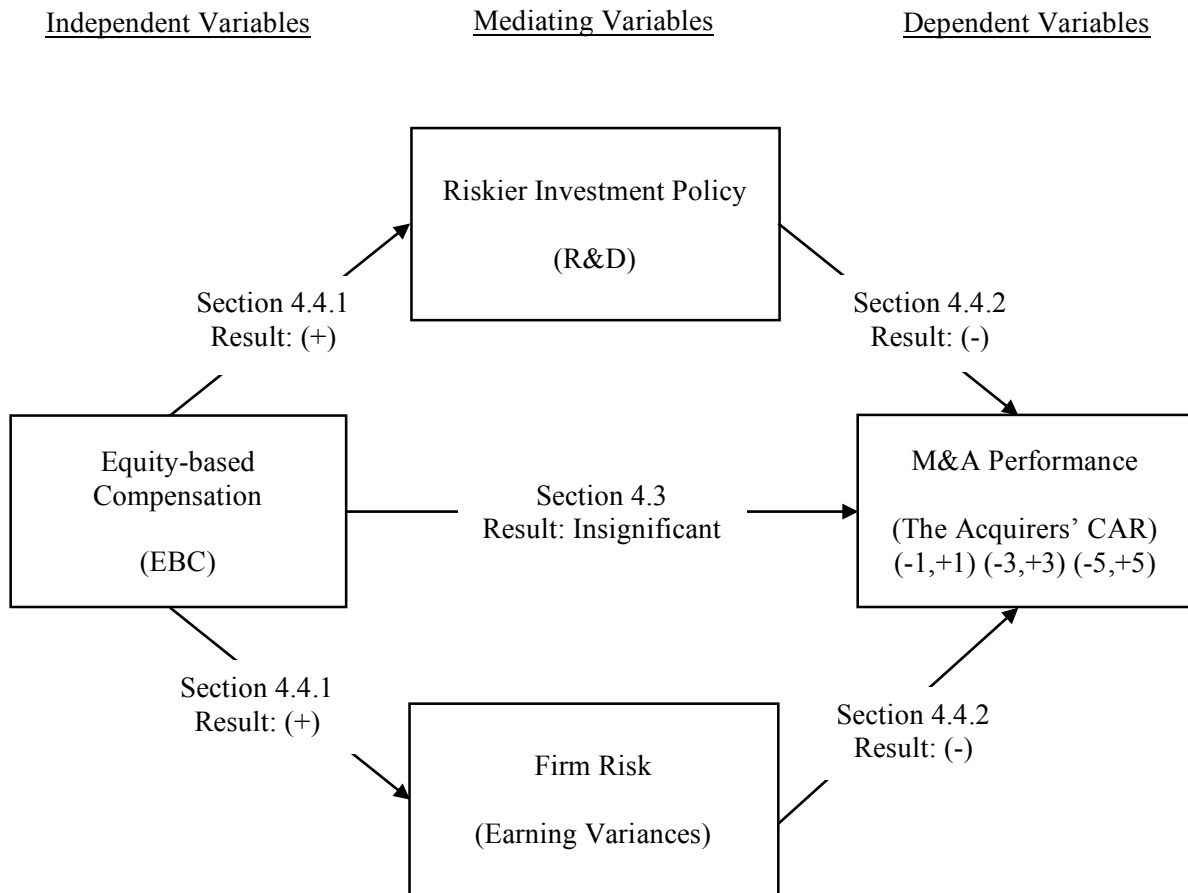 Independent Variables
Mediating Variables
Dependent Variables
Riskier Investment Policy
(R&D)
Section 4.4.1
Result: (+)
Section 4.4.2
Result: (-)
Equity-based
Compensation
(EBC)
Section 4.3
Result: Insignificant
M&A Performance
(The Acquirers’ CAR)
(-1,+1) (-3,+3) (-5,+5)
Section 4.4.1
Result: (+)
Section 4.4.2
Result: (-)
Firm Risk
(Earning Variances)